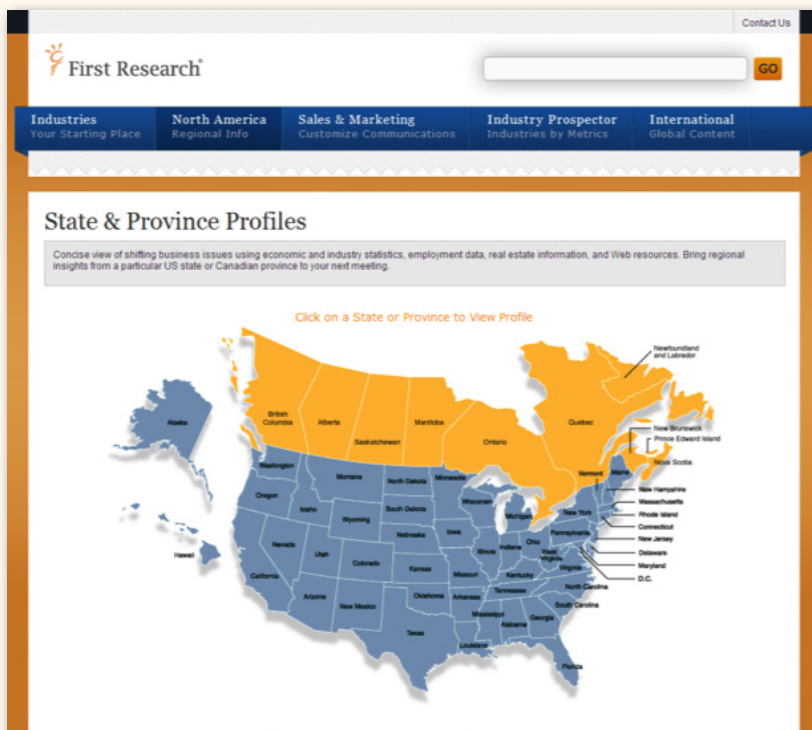 Contact Us
First Research®
GO
Industries
Your Starting Place
North America
Regional Info
Sales & Marketing
Customize Communications
Industry Prospector
Industries by Metrics
International
Global Content
State & Province Profiles
Concise view of shifting business issues using economic and industry statistics, employment data, real estate information, and Web resources. Bring regional
insights from a particular US state or Canadian province to your next meeting.
Click on a State or Province to View Profile
Newfoundland
and Labrador
Alaska
British
Columbia
Alberta
Saskatchewan
Manitoba
Ontario
Quebec
New Brunswick
Prince Edward Island
Nova Scotia
Washington
Montana
North Dakota
Minnesota
Vermont
Maine
New Hampshire
Massachusetts
Rhode Island
Connecticut
New Jersey
Delaware
Maryland
D.C.
Oregon
Idaho
Wyoming
South Dakota
Wisconsin
Michigan
New York
Hawaii
Nevada
Utah
Colorado
Nebraska
Iowa
Illinois
Indiana
Ohio
Pennsylvania
West
Virginia
Virginia
California
Kansas
Missouri
Kentucky
North Carolina
Arizona
New Mexico
Oklahoma
Arkansas
Tennessee
South Carolina
Texas
Mississippi
Alabama
Georgia
Louisiana
Florida